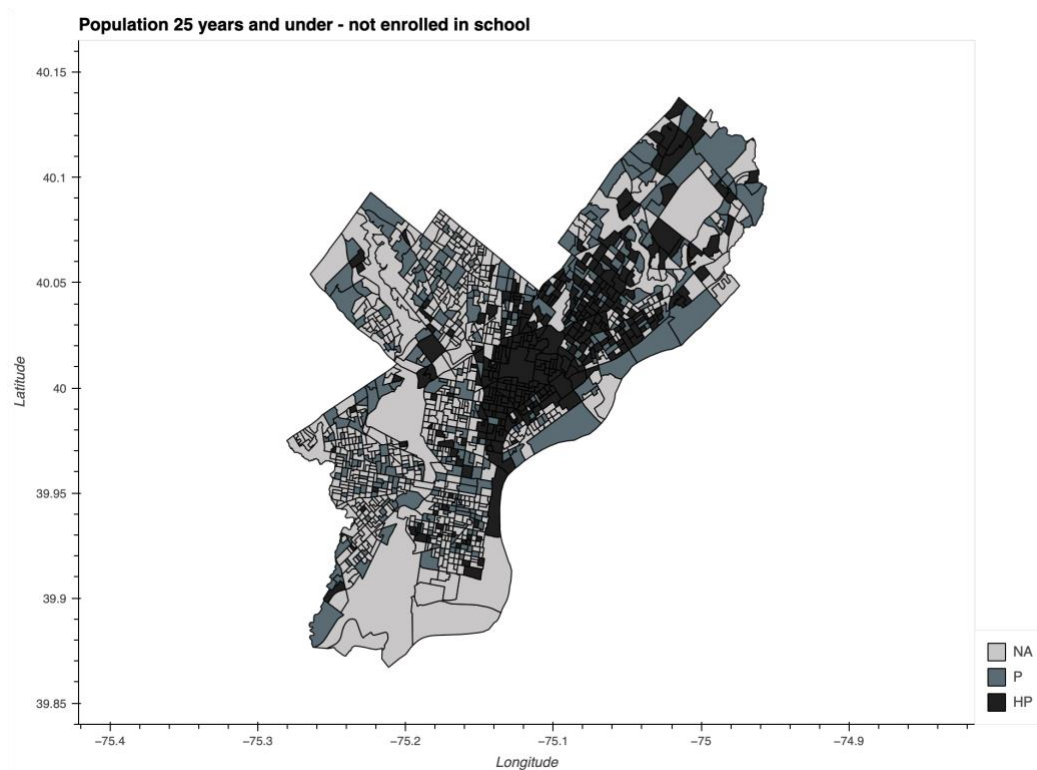 Population 25 years and under - not enrolled in school
40.15
40.1
40.05
40
39.95
39.9
39.85
Latitude
−75.4
−75.3
−75.2
−75.1
−75
−74.9
Longitude
NA
P
HP